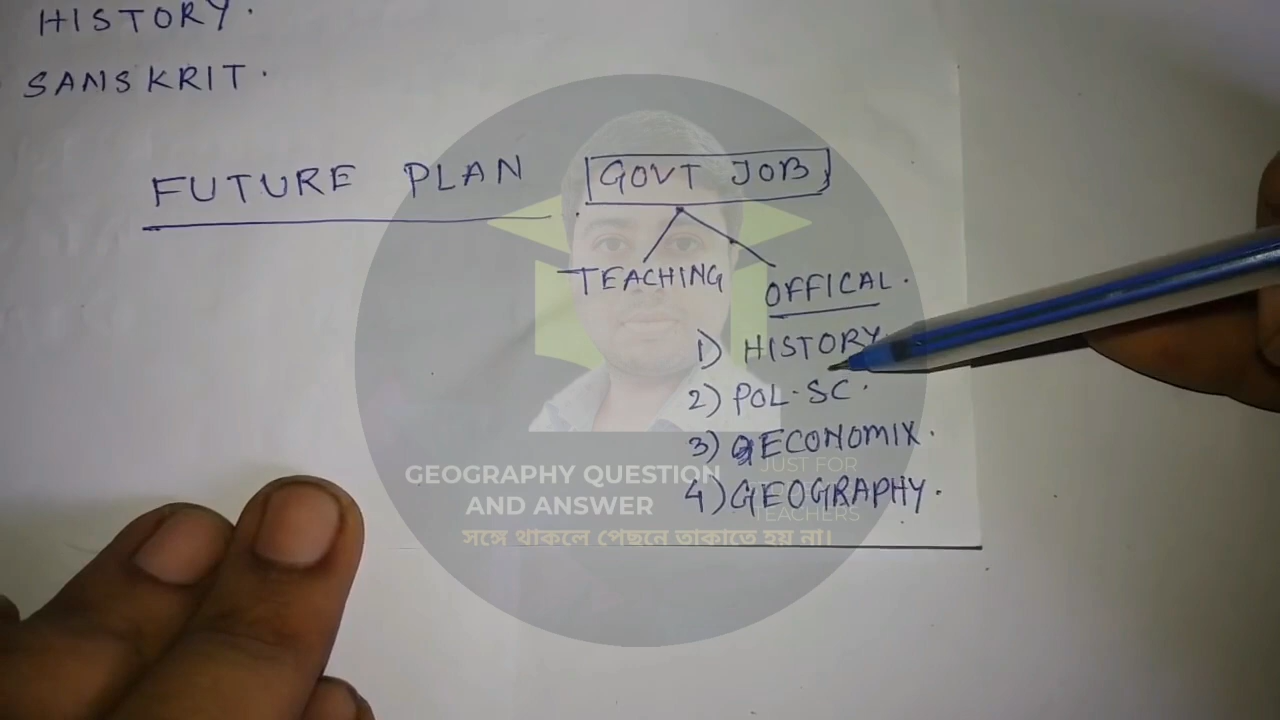 HISTORY.
SANSKRIT.
FUTURE PLAN GOVT JOB
TEACHING
OFFICAL.
1) HISTORY.
2) POL.SC.
3) ECONOMIX.
4) GEOGRAPHY.
GEOGRAPHY QUESTION
AND ANSWER
JUST FOR
TEACHERS
সঙ্গে থাকলে পেছনে তাকাতে হয় না।